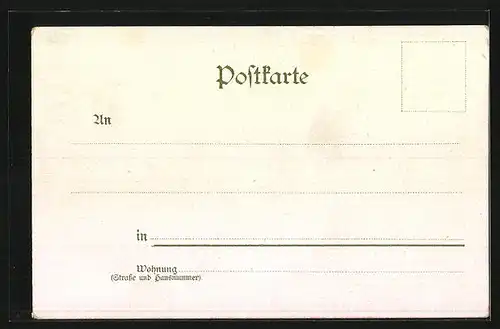 Postkarte
An
in
Wohnung
(Straße und Hausnummer)